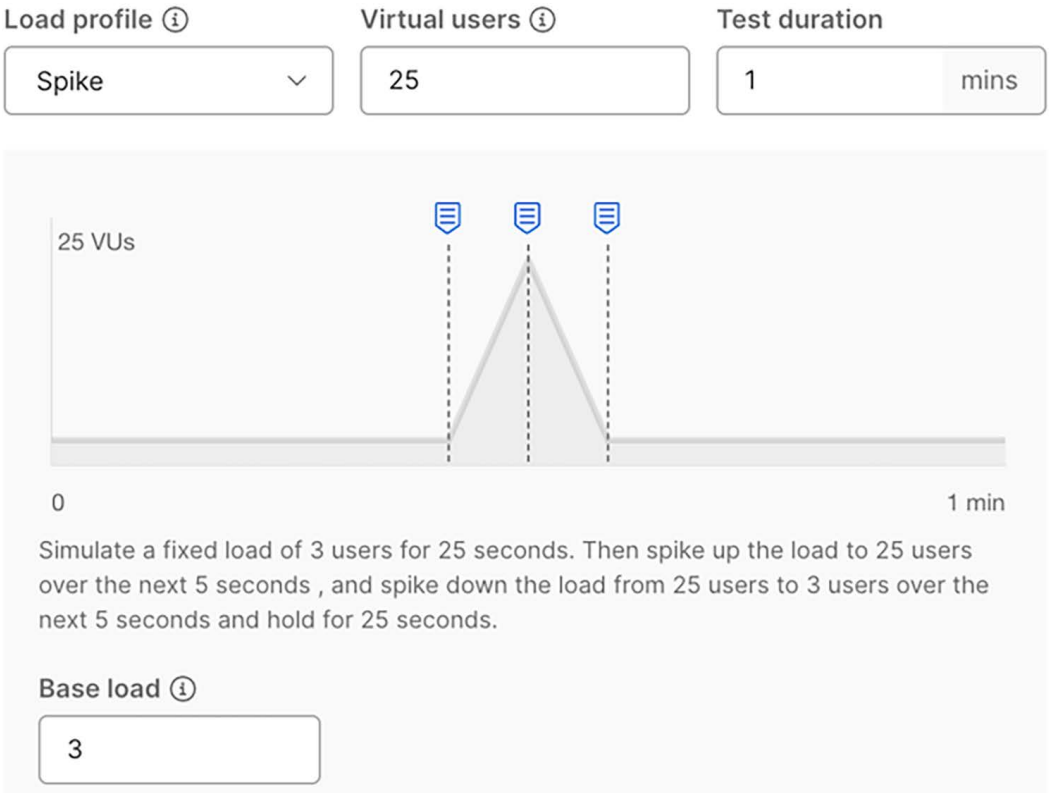 Load profile
Virtual users
Test duration
Spike
25
1
mins
25 VUs
0
1 min
Simulate a fixed load of 3 users for 25 seconds. Then spike up the load to 25 users
over the next 5 seconds , and spike down the load from 25 users to 3 users over the
next 5 seconds and hold for 25 seconds.
Base load
3